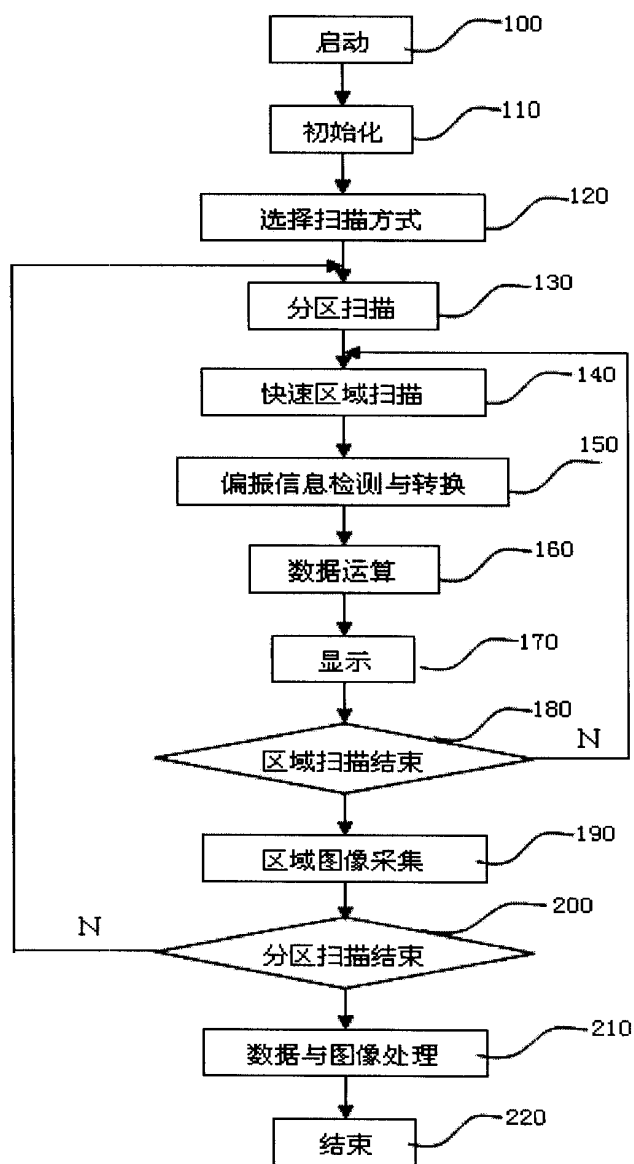 启动
100
初始化
110
选择扫描方式
120
分区扫描
130
快速区域扫描
140
偏振信息检测与转换
150
数据运算
160
显示
170
区域扫描结束
180
N
区域图像采集
190
N
分区扫描结束
200
数据与图像处理
210
结束
220